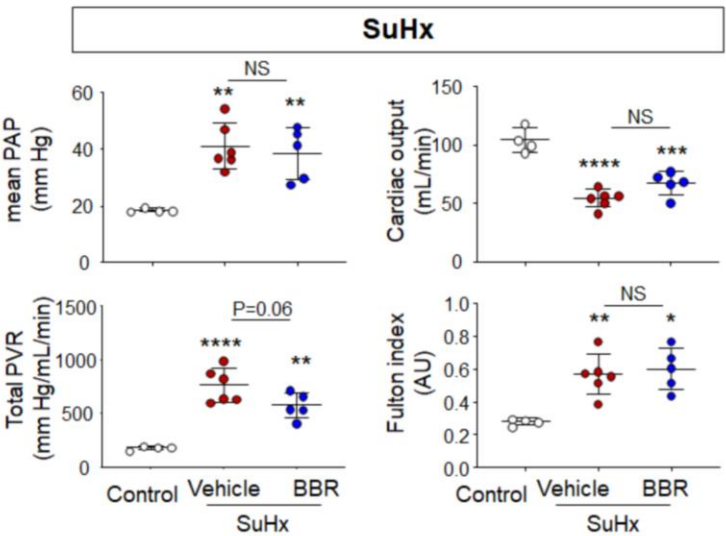 SuHx
mean PAP
(mm Hg)
60
40
20
0
**
NS
**
Cardiac output
(mL/min)
150
100
50
0
****
NS
***
Total PVR
(mm Hg/mL/min)
1500
1000
500
0
****
P=0.06
**
Control
Vehicle
BBR
SuHx
Fulton index
(AU)
1.0
0.8
0.6
0.4
0.2
0.0
**
NS
*
Control
Vehicle
BBR
SuHx